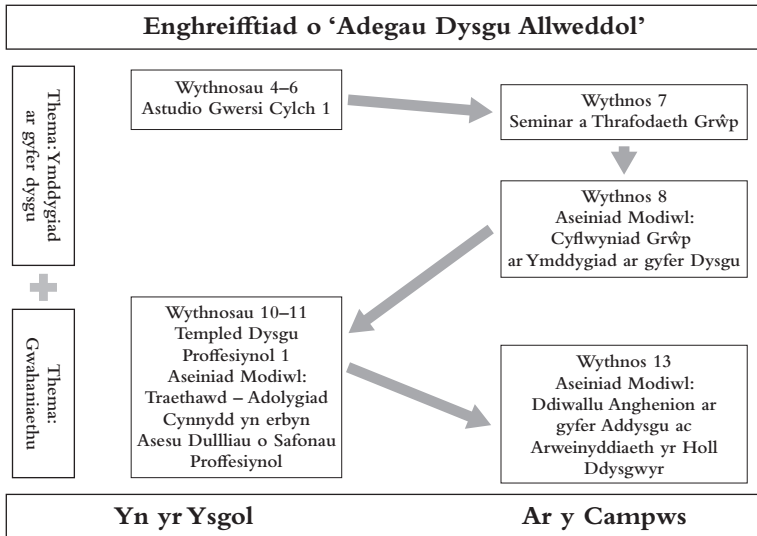 Enghreifftiad o ‘Adegau Dysgu Allweddol’
Thema: Ymddygiad
ar gyfer dysgu
Wythnosau 4–6
Astudio Gwersi Cylch 1
Wythnos 7
Seminar a Thrafodaeth Grŵp
Wythnos 8
Aseiniad Modiwl:
Cyflwyniad Grŵp
ar Ymddygiad ar gyfer Dysgu
Thema:
Gwahaniaethu
Wythnosau 10–11
Templed Dysgu
Proffesiynol 1
Aseiniad Modiwl:
Traethawd – Adolygiad
Cynnydd yn erbyn
Asesu Dullliau o Safonau
Proffesiynol
Wythnos 13
Aseiniad Modiwl:
Ddiwallu Anghenion ar
gyfer Addysgu ac
Arweinyddiaeth yr Holl
Ddysgwyr
Yn yr Ysgol
Ar y Campws